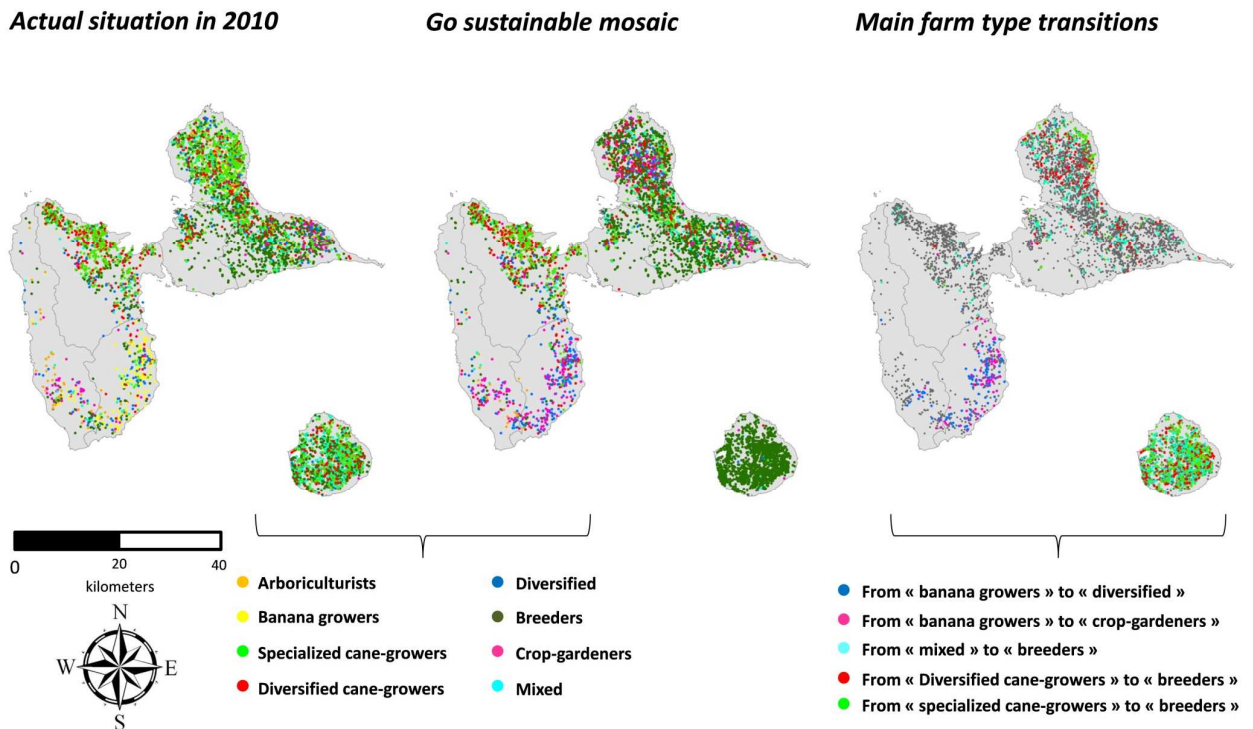 Actual situation in 2010
Go sustainable mosaic
Main farm type transitions
0
20
40
kilometers
N
W
E
S
Arboriculturists
Banana growers
Specialized cane-growers
Diversified cane-growers
Diversified
Breeders
Crop-gardeners
Mixed
From « banana growers » to « diversified »
From « banana growers » to « crop-gardeners »
From « mixed » to « breeders »
From « Diversified cane-growers » to « breeders »
From « specialized cane-growers » to « breeders »